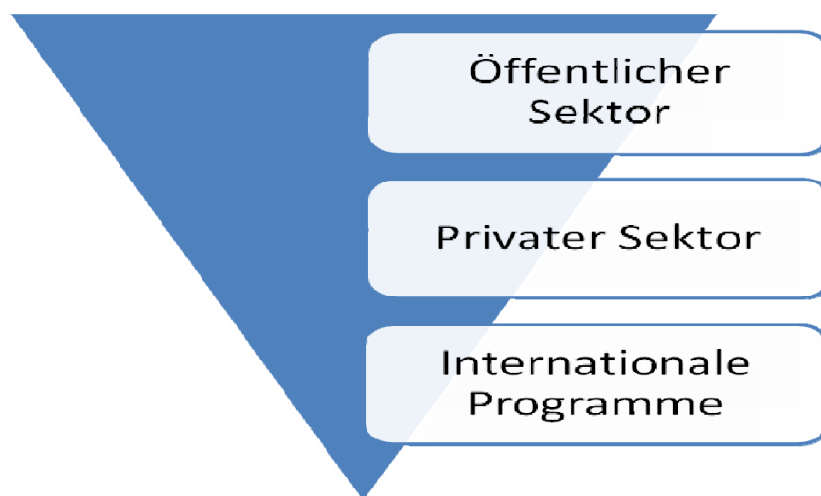 Öffentlicher
Sektor
Privater Sektor
Internationale
Programme